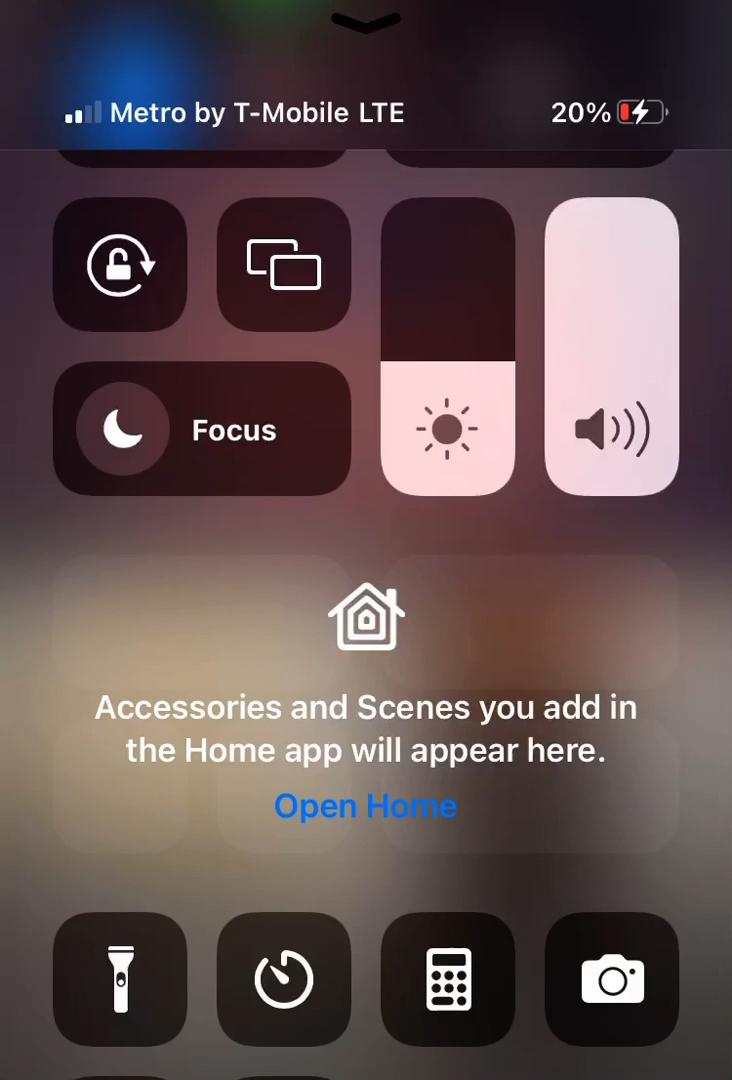 Metro by T-Mobile LTE 20%
Focus
Accessories and Scenes you add in
the Home app will appear here.
Open Home